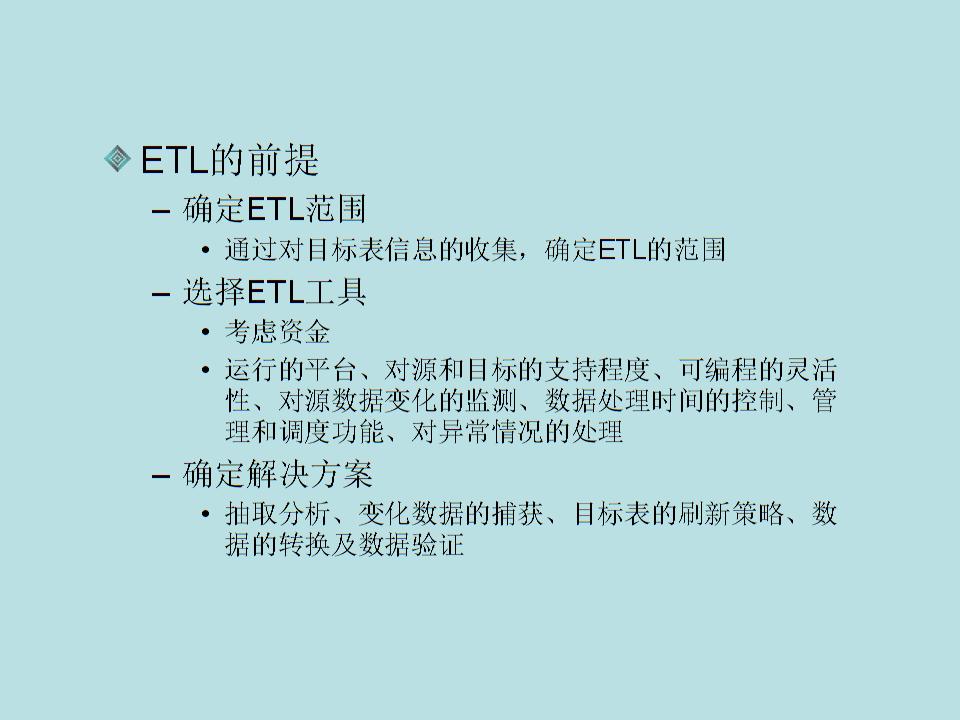 ETL的前提
– 确定ETL范围
• 通过对目标表信息的收集，确定ETL的范围
– 选择ETL工具
• 考虑资金
• 运行的平台、对源和目标的支持程度、可编程的灵活
性、对源数据变化的监测、数据处理时间的控制、管
理和调度功能、对异常情况的处理
– 确定解决方案
• 抽取分析、变化数据的捕获、目标表的刷新策略、数
据的转换及数据验证